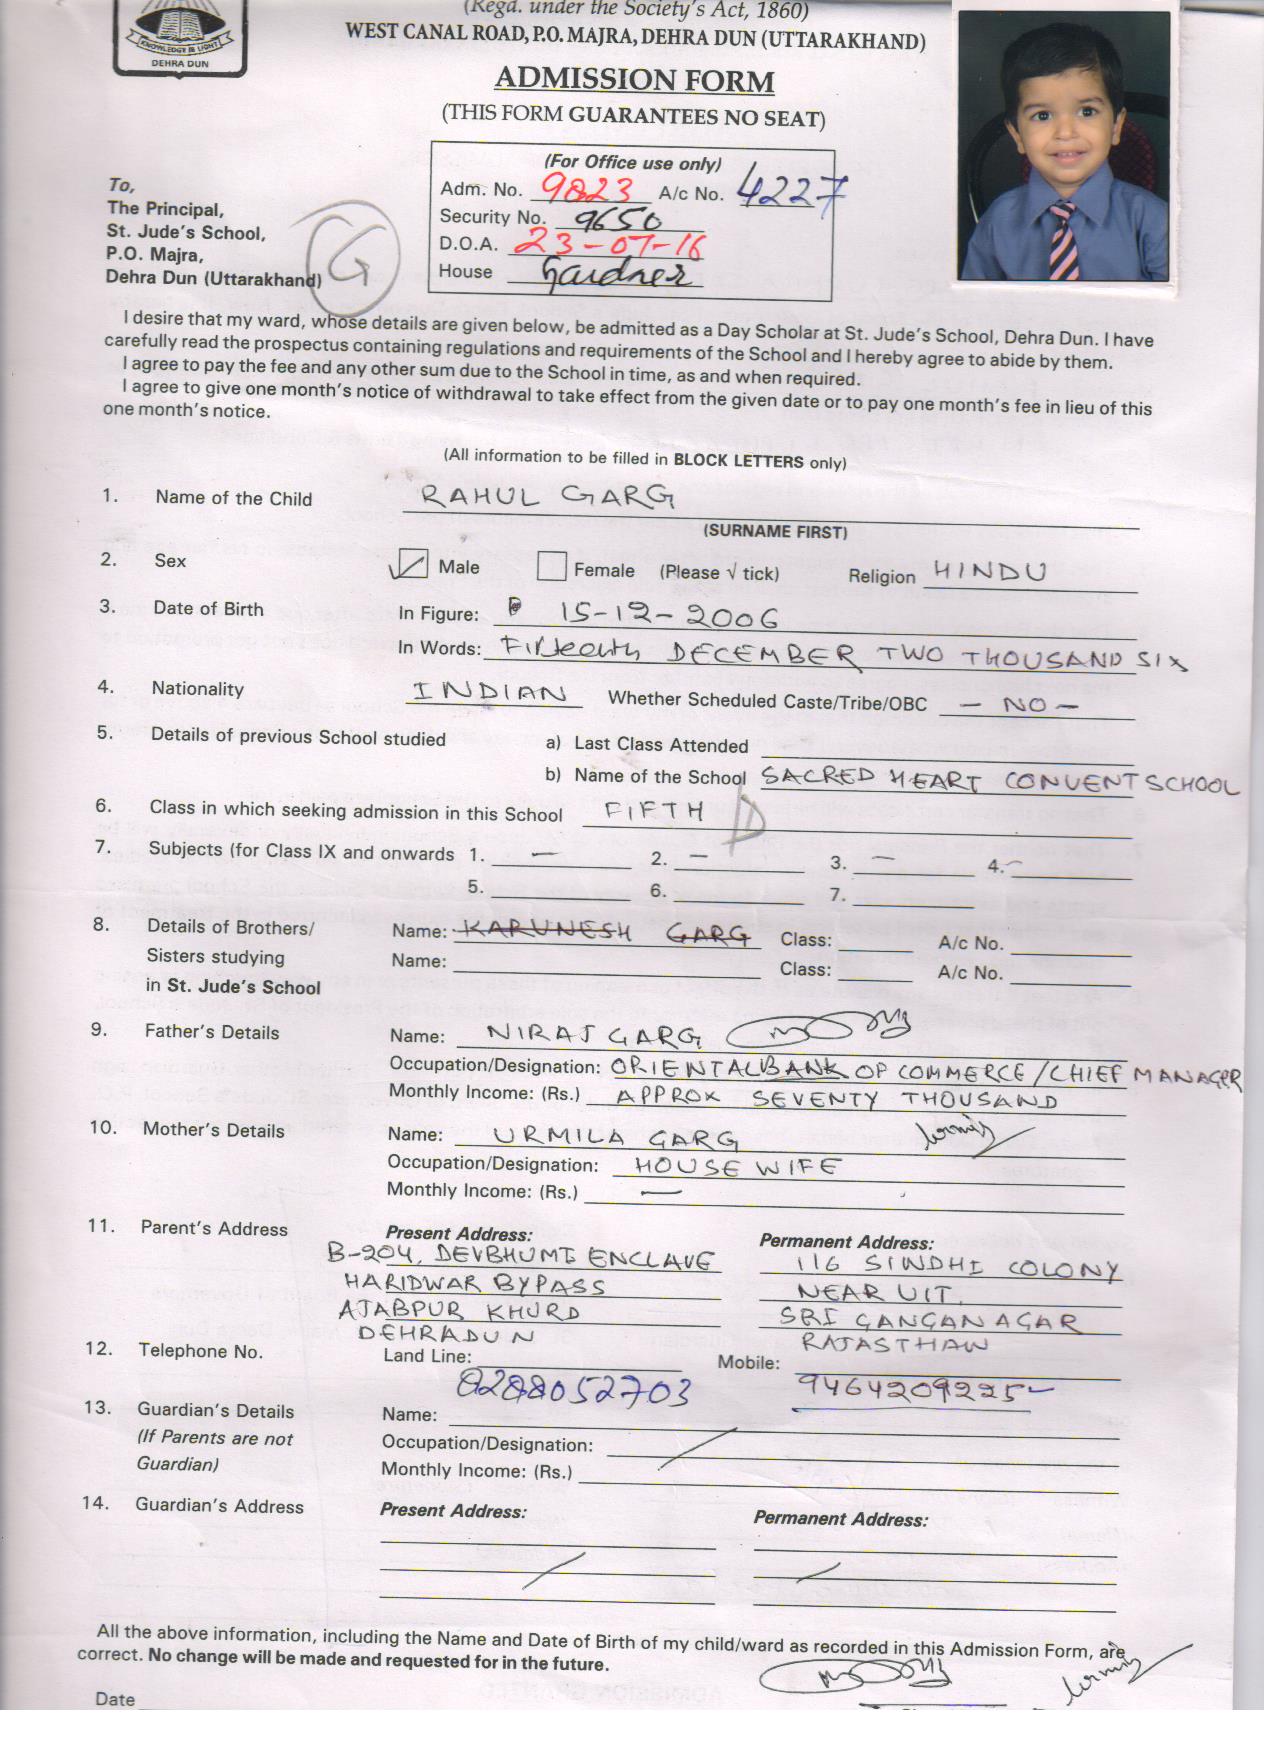 (Regd. under the Society's Act, 1860)
WEST CANAL ROAD, P.O. MAJRA, DEHRA DUN (UTTARAKHAND)
KNOWLEDGE IS LIGHT
DEHRA DUN
ADMISSION FORM
(THIS FORM GUARANTEES NO SEAT)
(For Office use only)
Adm. No. 9823 A/c No. 4227
Security No. 9650
D.O.A. 23-07-16
House Gardner
To,
The Principal,
St. Jude's School,
P.O. Majra,
Dehra Dun (Uttarakhand)
G
I desire that my ward, whose details are given below, be admitted as a Day Scholar at St. Jude's School, Dehra Dun. I have
carefully read the prospectus containing regulations and requirements of the School and I hereby agree to abide by them.
I agree to pay the fee and any other sum due to the School in time, as and when required.
I agree to give one month's notice of withdrawal to take effect from the given date or to pay one month's fee in lieu of this
one month's notice.
(All information to be filled in BLOCK LETTERS only)
1. Name of the Child RAHUL GARG
(SURNAME FIRST)
2. Sex Male Female (Please √ tick) Religion HINDU
3. Date of Birth In Figure: 15-12-2006
In Words: Fifteenth DECEMBER TWO THOUSAND SIX
4. Nationality INDIAN Whether Scheduled Caste/Tribe/OBC - NO -
5. Details of previous School studied a) Last Class Attended
b) Name of the School SACRED HEART CONVENT SCHOOL
6. Class in which seeking admission in this School FIFTH D
7. Subjects (for Class IX and onwards 1. — 2. — 3. — 4. —
5. 6. 7.
8. Details of Brothers/ Name: KARUNESH GARG Class: A/c No.
Sisters studying Name: Class: A/c No.
in St. Jude's School
9. Father's Details Name: NIRAJ GARG
Occupation/Designation: ORIENTAL BANK OF COMMERCE/CHIEF MANAGER
Monthly Income: (Rs.) APPROX SEVENTY THOUSAND
10. Mother's Details Name: URMILA GARG
Occupation/Designation: HOUSE WIFE
Monthly Income: (Rs.) —
11. Parent's Address Present Address: Permanent Address:
B-204, DEVBHUMI ENCLAVE 116 SINDHI COLONY
HARIDWAR BYPASS NEAR UIT
AJABPUR KHURD SRI GANGANAGAR
DEHRADUN RAJASTHAN
12. Telephone No. Land Line: Mobile:
052703 9464209225
13. Guardian's Details Name:
(If Parents are not Occupation/Designation:
Guardian) Monthly Income: (Rs.)
14. Guardian's Address Present Address: Permanent Address:
All the above information, including the Name and Date of Birth of my child/ward as recorded in this Admission Form, are
correct. No change will be made and requested for in the future.
Date